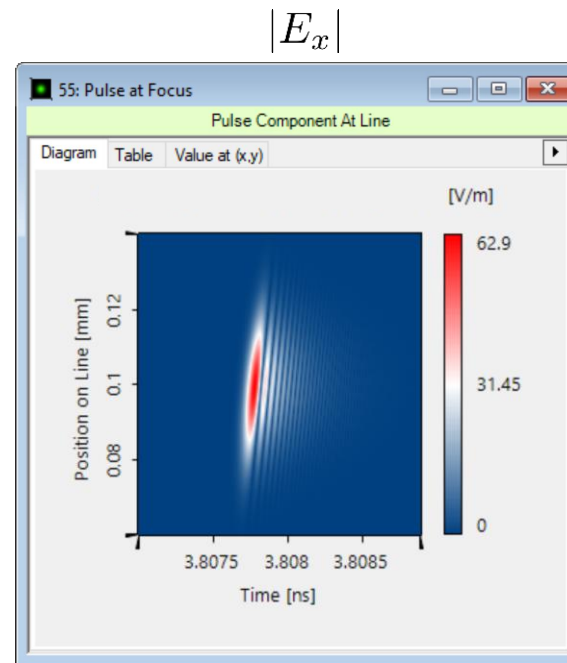 |E_x|
55: Pulse at Focus
Pulse Component At Line
Diagram Table Value at (x,y)
[V/m]
62.9
31.45
0
Position on Line [mm]
0.12
0.1
0.08
3.8075 3.808 3.8085
Time [ns]